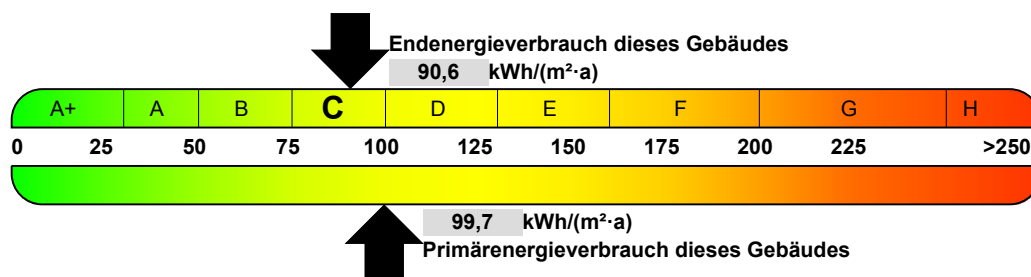 Endenergieverbrauch dieses Gebäudes
90,6 kWh/(m²·a)
A+ A B C D E F G H
0 25 50 75 100 125 150 175 200 225 >250
99,7 kWh/(m²·a)
Primärenergieverbrauch dieses Gebäudes